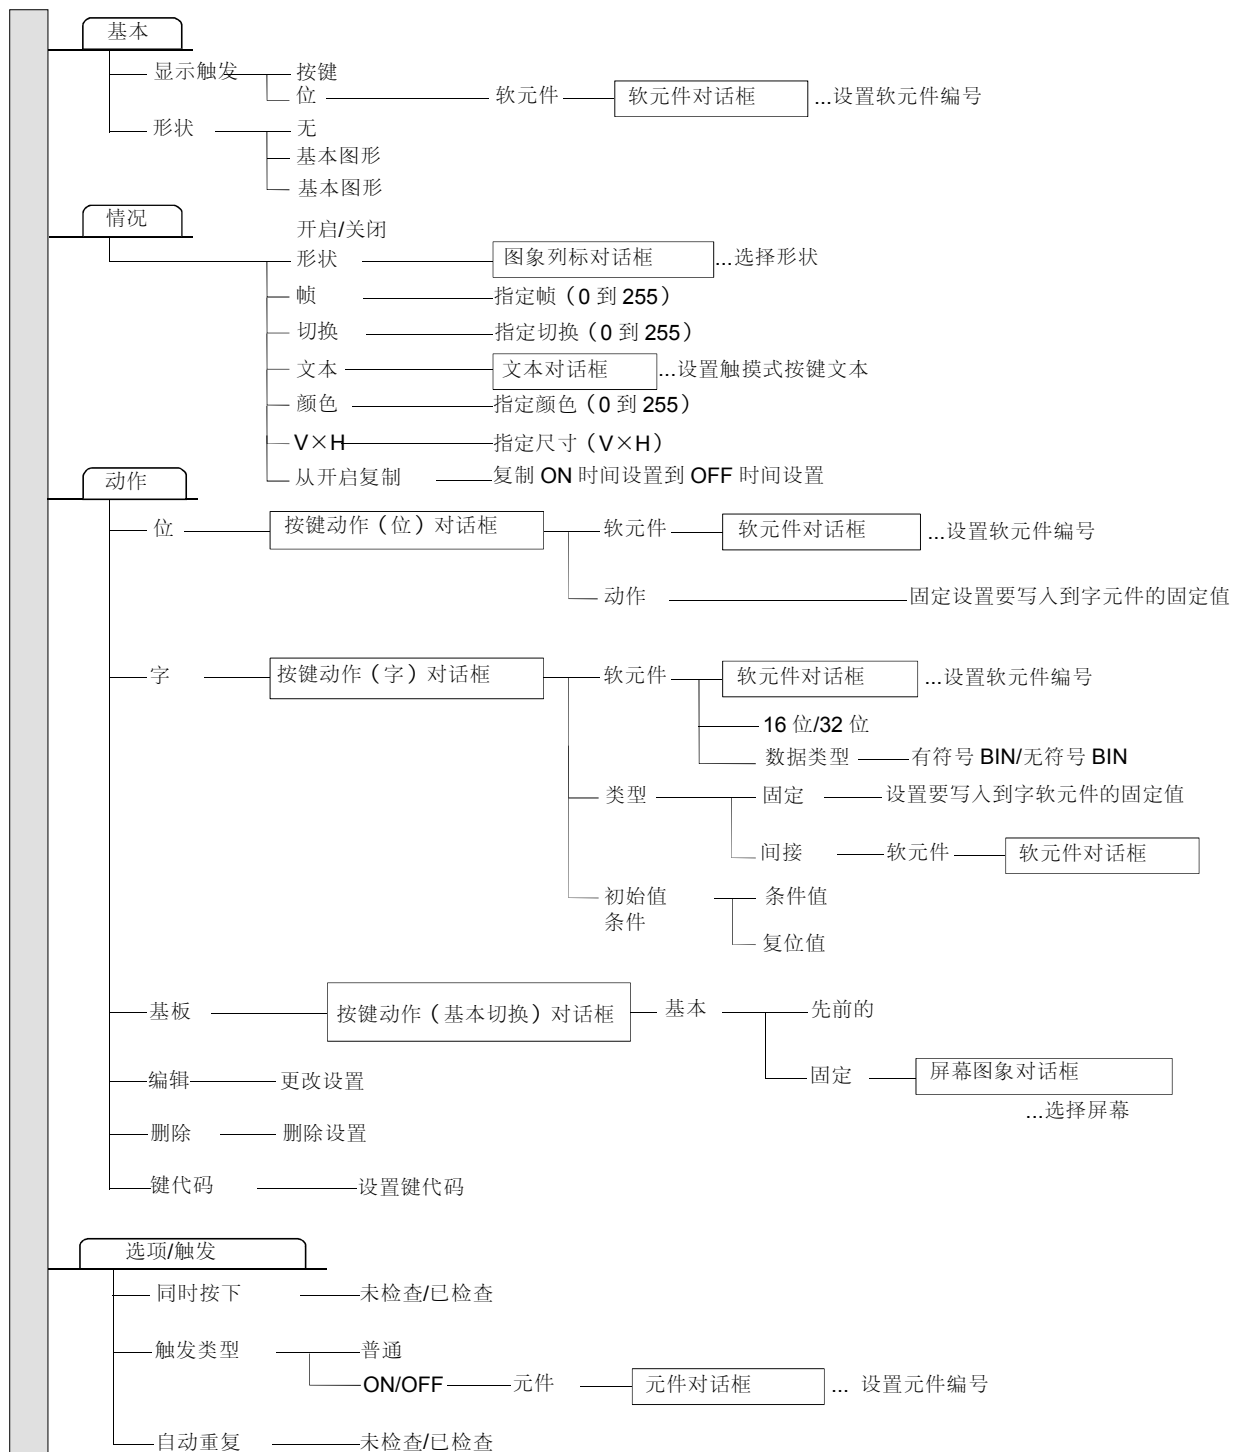 基本
显示触发 按键
位 软元件 软元件对话框 ...设置软元件编号
形状 无
基本图形
基本图形
情况
开启/关闭
形状 图象列标对话框 ...选择形状
帧 指定帧（0 到 255）
切换 指定切换（0 到 255）
文本 文本对话框 ...设置触摸式按键文本
颜色 指定颜色（0 到 255）
V×H 指定尺寸（V×H）
从开启复制 复制 ON 时间设置到 OFF 时间设置
动作
位 按键动作（位）对话框 软元件 软元件对话框 ...设置软元件编号
动作 固定设置要写入到字元件的固定值
字 按键动作（字）对话框 软元件 软元件对话框 ...设置软元件编号
16 位/32 位
数据类型 有符号 BIN/无符号 BIN
类型 固定 设置要写入到字软元件的固定值
间接 软元件 软元件对话框
初始值 条件值
条件
复位值
基板 按键动作（基本切换）对话框 基本 先前的
固定 屏幕图象对话框
...选择屏幕
编辑 更改设置
删除 删除设置
键代码 设置键代码
选项/触发
同时按下 未检查/已检查
触发类型 普通
ON/OFF 元件 元件对话框 ... 设置元件编号
自动重复 未检查/已检查